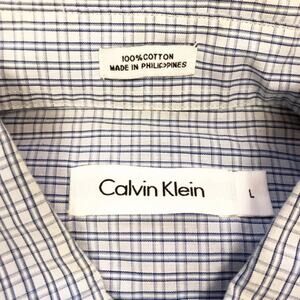 100% COTTON
MADE IN PHILIPPINES
Calvin Klein
L